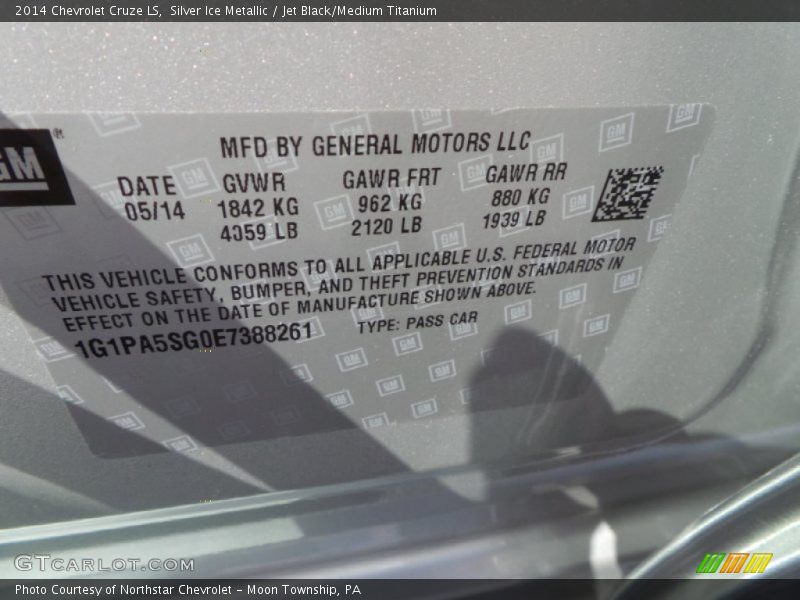 2014 Chevrolet Cruze LS, Silver Ice Metallic / Jet Black/Medium Titanium
GM®
MFD BY GENERAL MOTORS LLC
DATE GVWR GAWR FRT GAWR RR
05/14 1842 KG 962 KG 880 KG
4059 LB 2120 LB 1939 LB
THIS VEHICLE CONFORMS TO ALL APPLICABLE U.S. FEDERAL MOTOR
VEHICLE SAFETY, BUMPER, AND THEFT PREVENTION STANDARDS IN
EFFECT ON THE DATE OF MANUFACTURE SHOWN ABOVE.
1G1PA5SG0E7388261 TYPE: PASS CAR
GTCarlot.com
Photo Courtesy of Northstar Chevrolet - Moon Township, PA